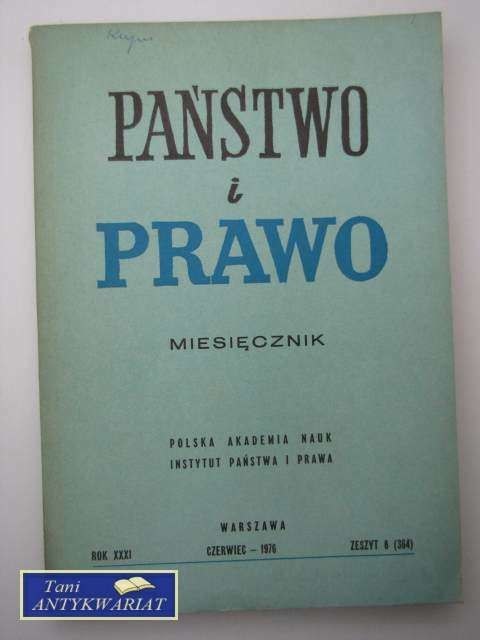 PAŃSTWO
i
PRAWO
MIESIĘCZNIK
POLSKA AKADEMIA NAUK
INSTYTUT PAŃSTWA I PRAWA
WARSZAWA
ROK XXXI CZERWIEC – 1976 ZESZYT 6 (364)
Tani
ANTYKWARIAT